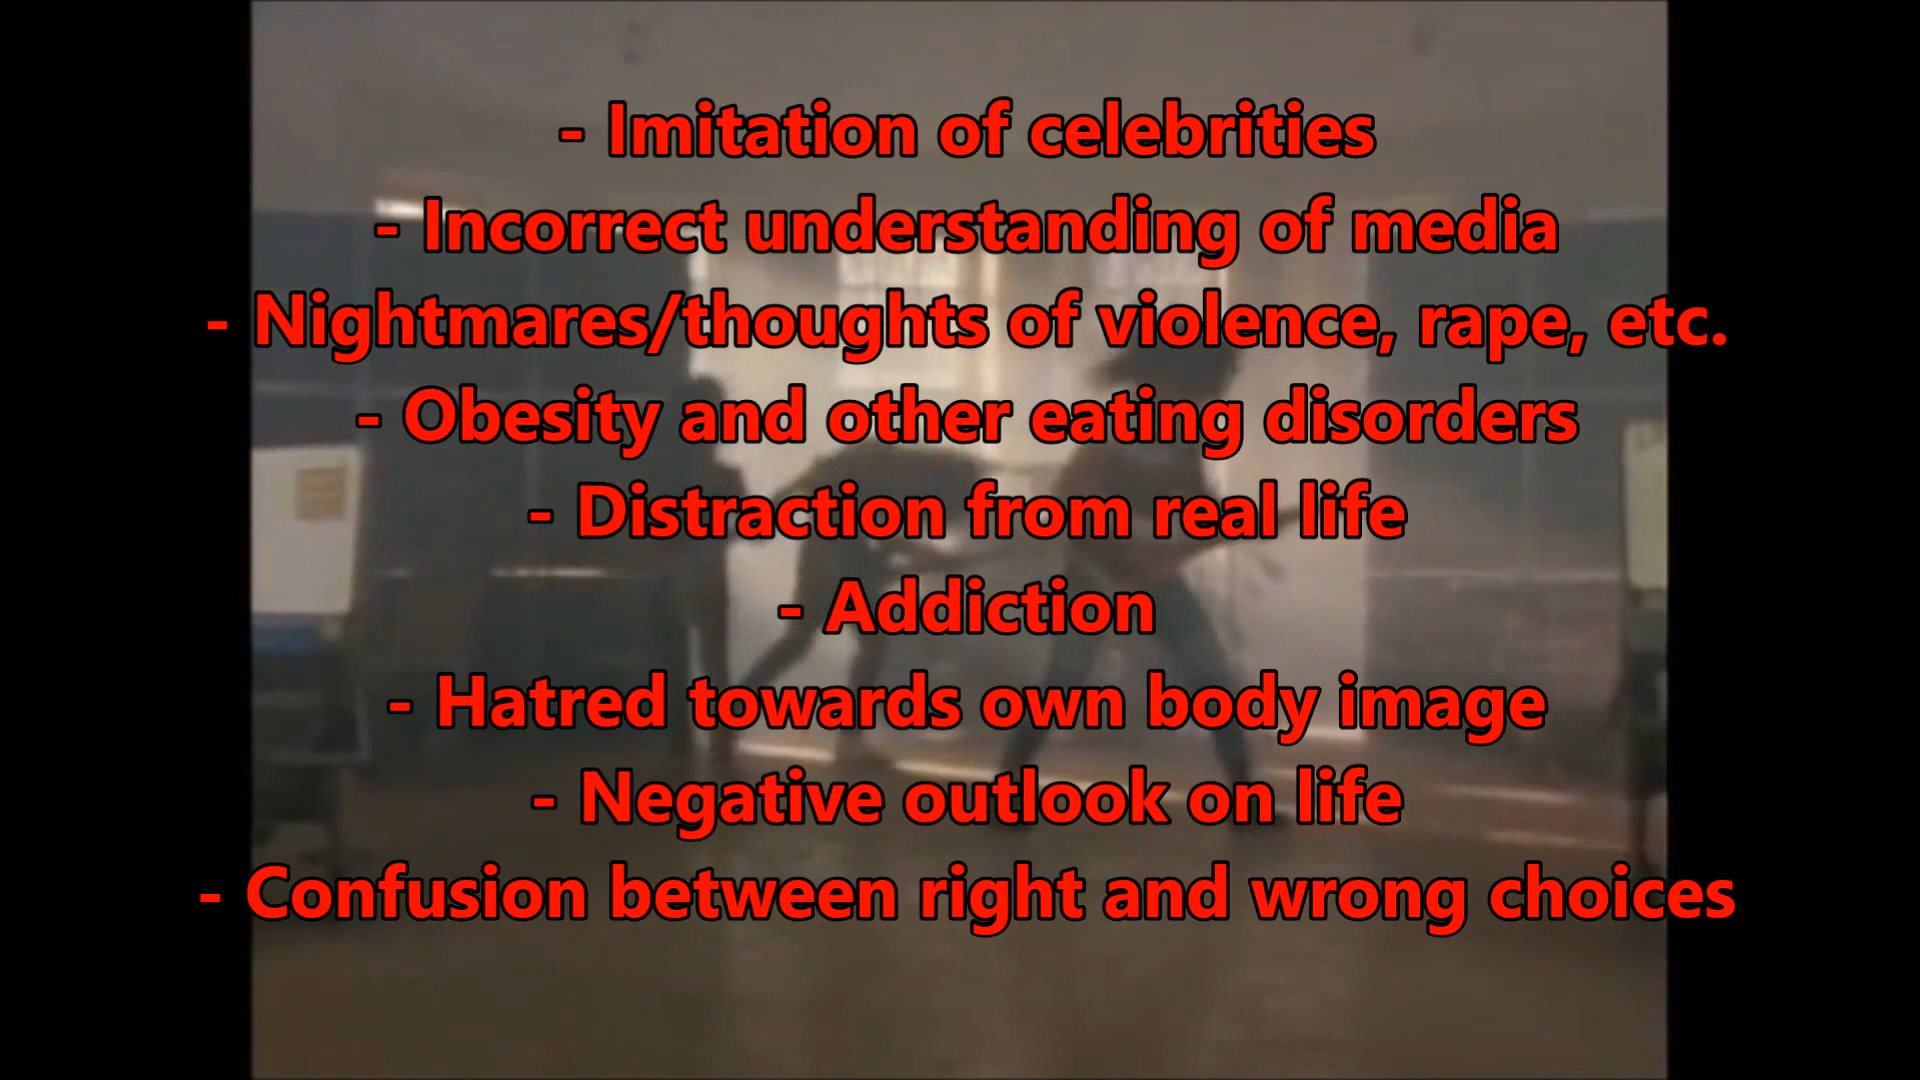 - Imitation of celebrities
- Incorrect understanding of media
- Nightmares/thoughts of violence, rape, etc.
- Obesity and other eating disorders
- Distraction from real life
- Addiction
- Hatred towards own body image
- Negative outlook on life
- Confusion between right and wrong choices